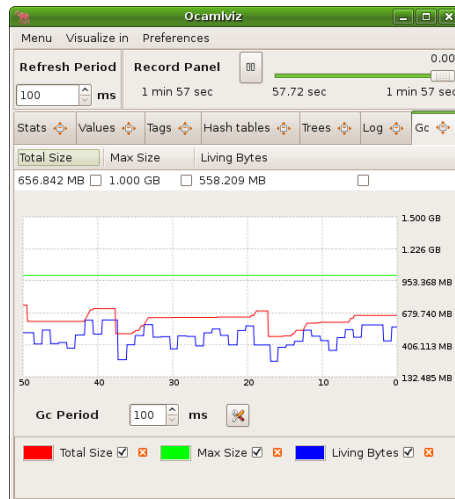 Ocamlviz
Menu Visualize in Preferences
Refresh Period Record Panel 0.00
100 ms 1 min 57 sec 57.72 sec 1 min 57 sec
Stats Values Tags Hash tables Trees Log Gc
Total Size Max Size Living Bytes
656.842 MB 1.000 GB 558.209 MB
1.500 GB
1.226 GB
953.368 MB
679.740 MB
406.113 MB
132.485 MB
50 40 30 20 10 0
Gc Period 100 ms
Total Size Max Size Living Bytes